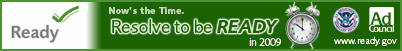 Ready
Now's the Time.
Resolve to be READY
in 2009
Ad
COUNCIL
www.ready.gov